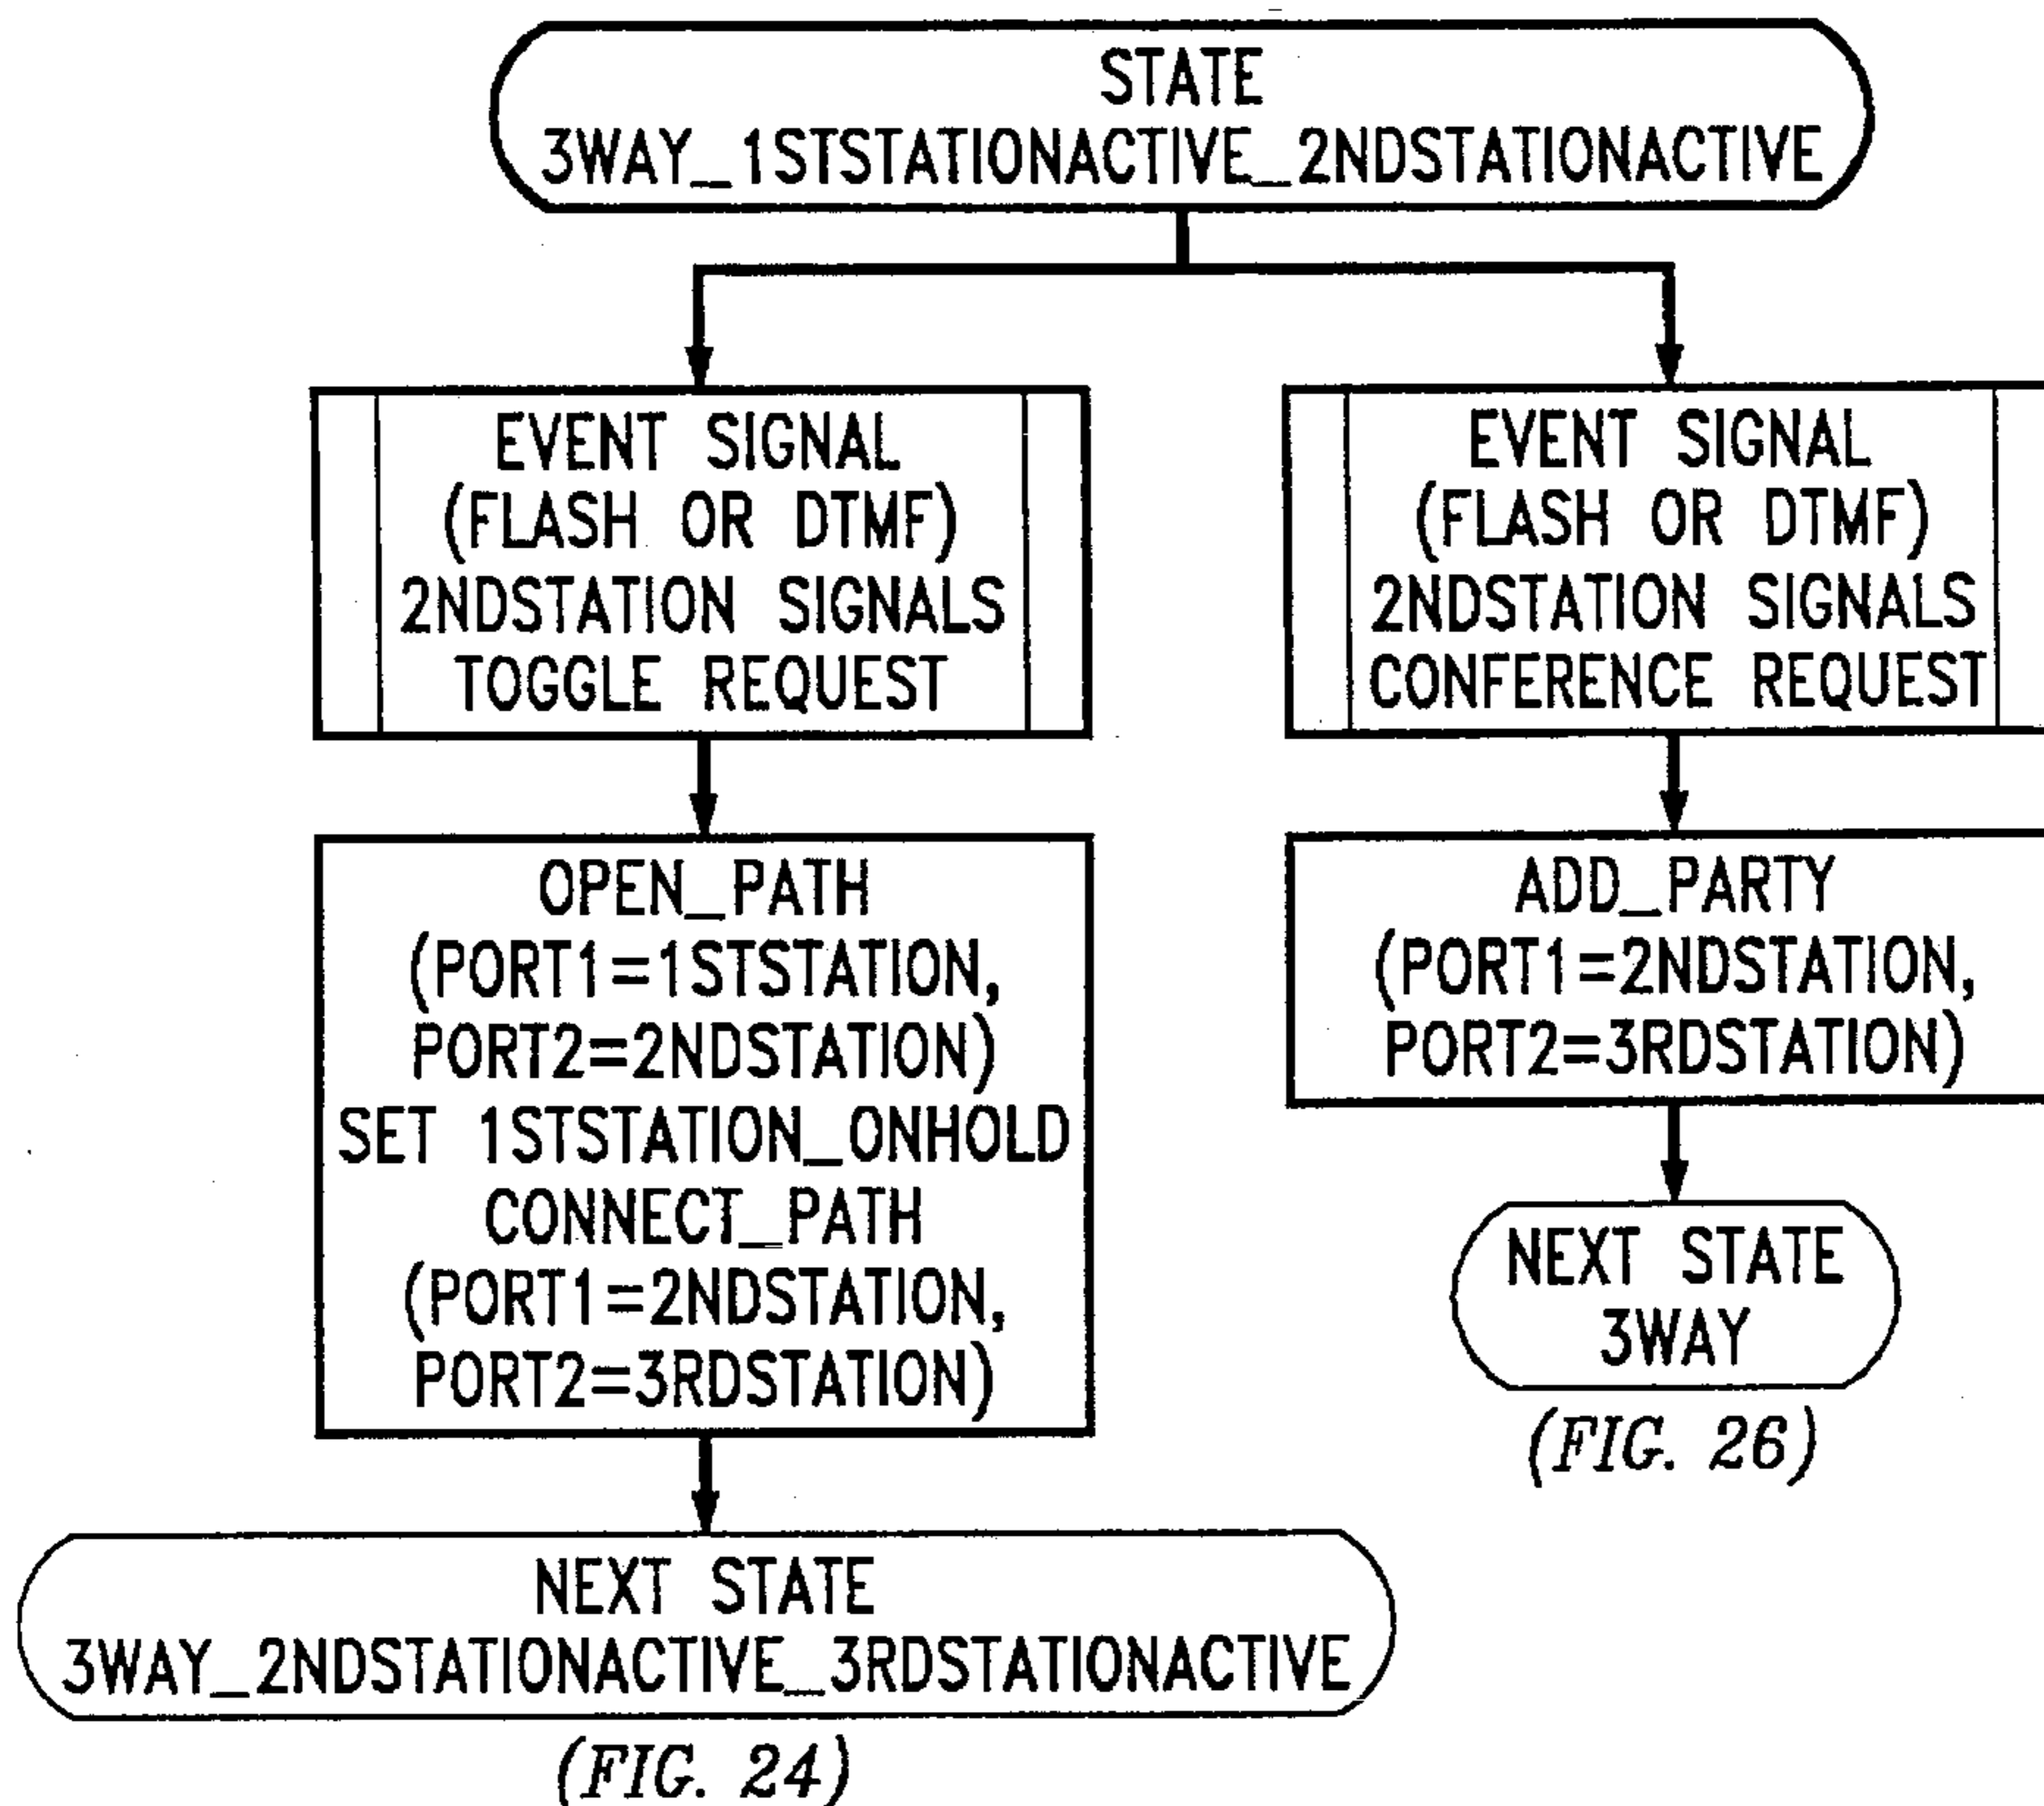 STATE
3WAY_1STSTATIONACTIVE_2NDSTATIONACTIVE
EVENT SIGNAL
(FLASH OR DTMF)
2NDSTATION SIGNALS
TOGGLE REQUEST
OPEN_PATH
(PORT1=1STSTATION,
PORT2=2NDSTATION)
SET 1STSTATION_ONHOLD
CONNECT_PATH
(PORT1=2NDSTATION,
PORT2=3RDSTATION)
NEXT STATE
3WAY_2NDSTATIONACTIVE_3RDSTATIONACTIVE
(FIG. 24)
EVENT SIGNAL
(FLASH OR DTMF)
2NDSTATION SIGNALS
CONFERENCE REQUEST
ADD_PARTY
(PORT1=2NDSTATION,
PORT2=3RDSTATION)
NEXT STATE
3WAY
(FIG. 26)